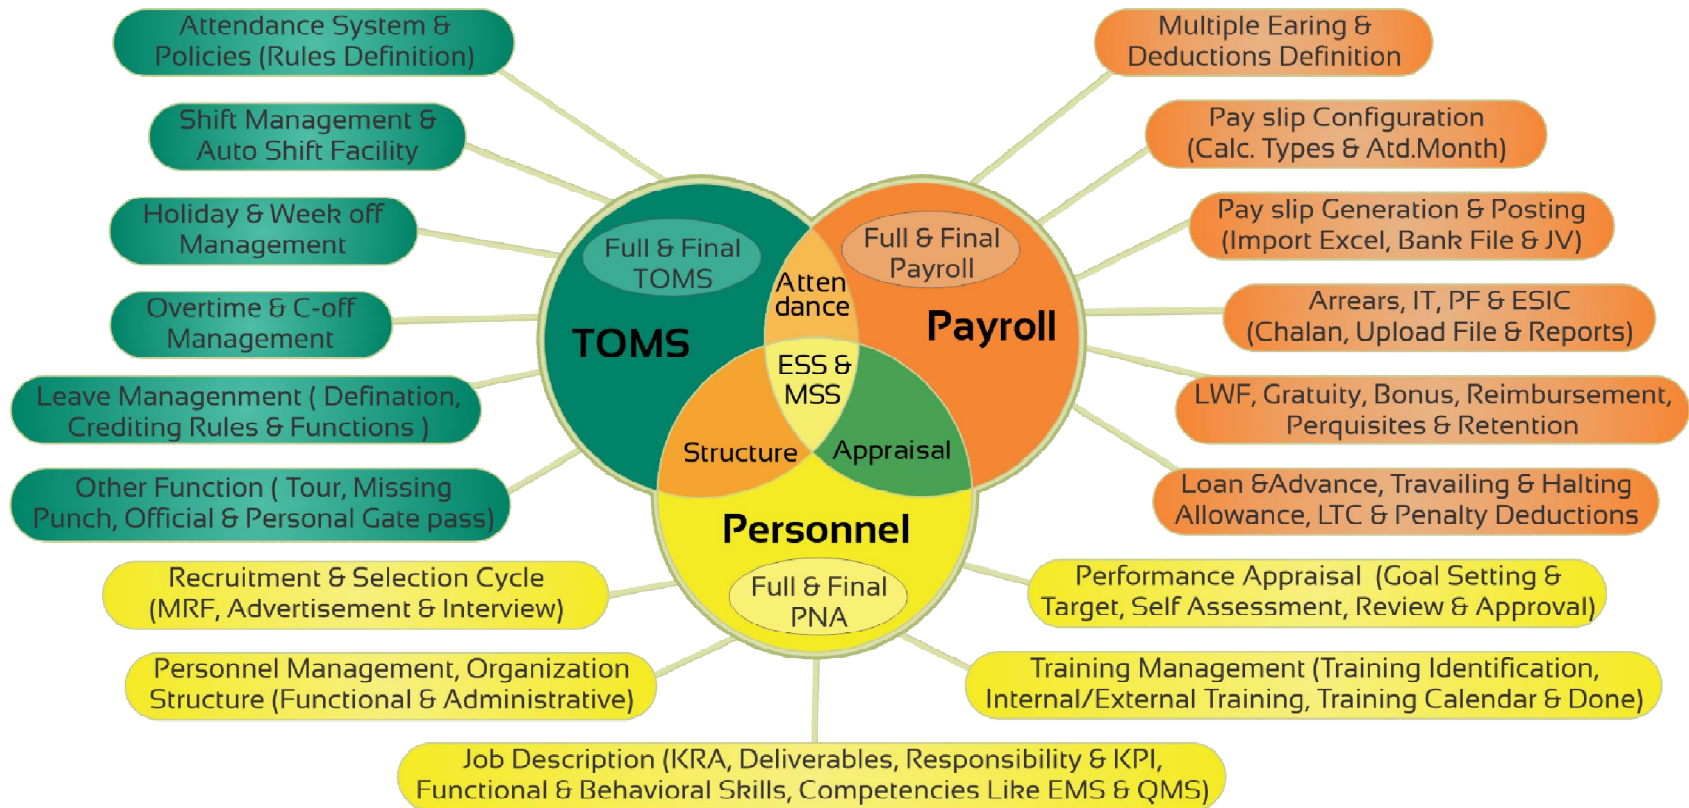 Attendance System &
Policies (Rules Definition)
Shift Management &
Auto Shift Facility
Holiday & Week off
Management
Overtime & C-off
Management
Leave Managenment ( Defination,
Crediting Rules & Functions )
Other Function ( Tour, Missing
Punch, Official & Personal Gate pass)
Multiple Earing &
Deductions Definition
Pay slip Configuration
(Calc. Types & Atd.Month)
Pay slip Generation & Posting
(Import Excel, Bank File & JV)
Arrears, IT, PF & ESIC
(Chalan, Upload File & Reports)
LWF, Gratuity, Bonus, Reimbursement,
Perquisites & Retention
Loan &Advance, Travailing & Halting
Allowance, LTC & Penalty Deductions
Full & Final
TOMS
TOMS
Atten
dance
Full & Final
Payroll
Payroll
ESS &
MSS
Structure
Appraisal
Personnel
Full & Final
PNA
Recruitment & Selection Cycle
(MRF, Advertisement & Interview)
Personnel Management, Organization
Structure (Functional & Administrative)
Performance Appraisal (Goal Setting &
Target, Self Assessment, Review & Approval)
Training Management (Training Identification,
Internal/External Training, Training Calendar & Done)
Job Description (KRA, Deliverables, Responsibility & KPI,
Functional & Behavioral Skills, Competencies Like EMS & QMS)